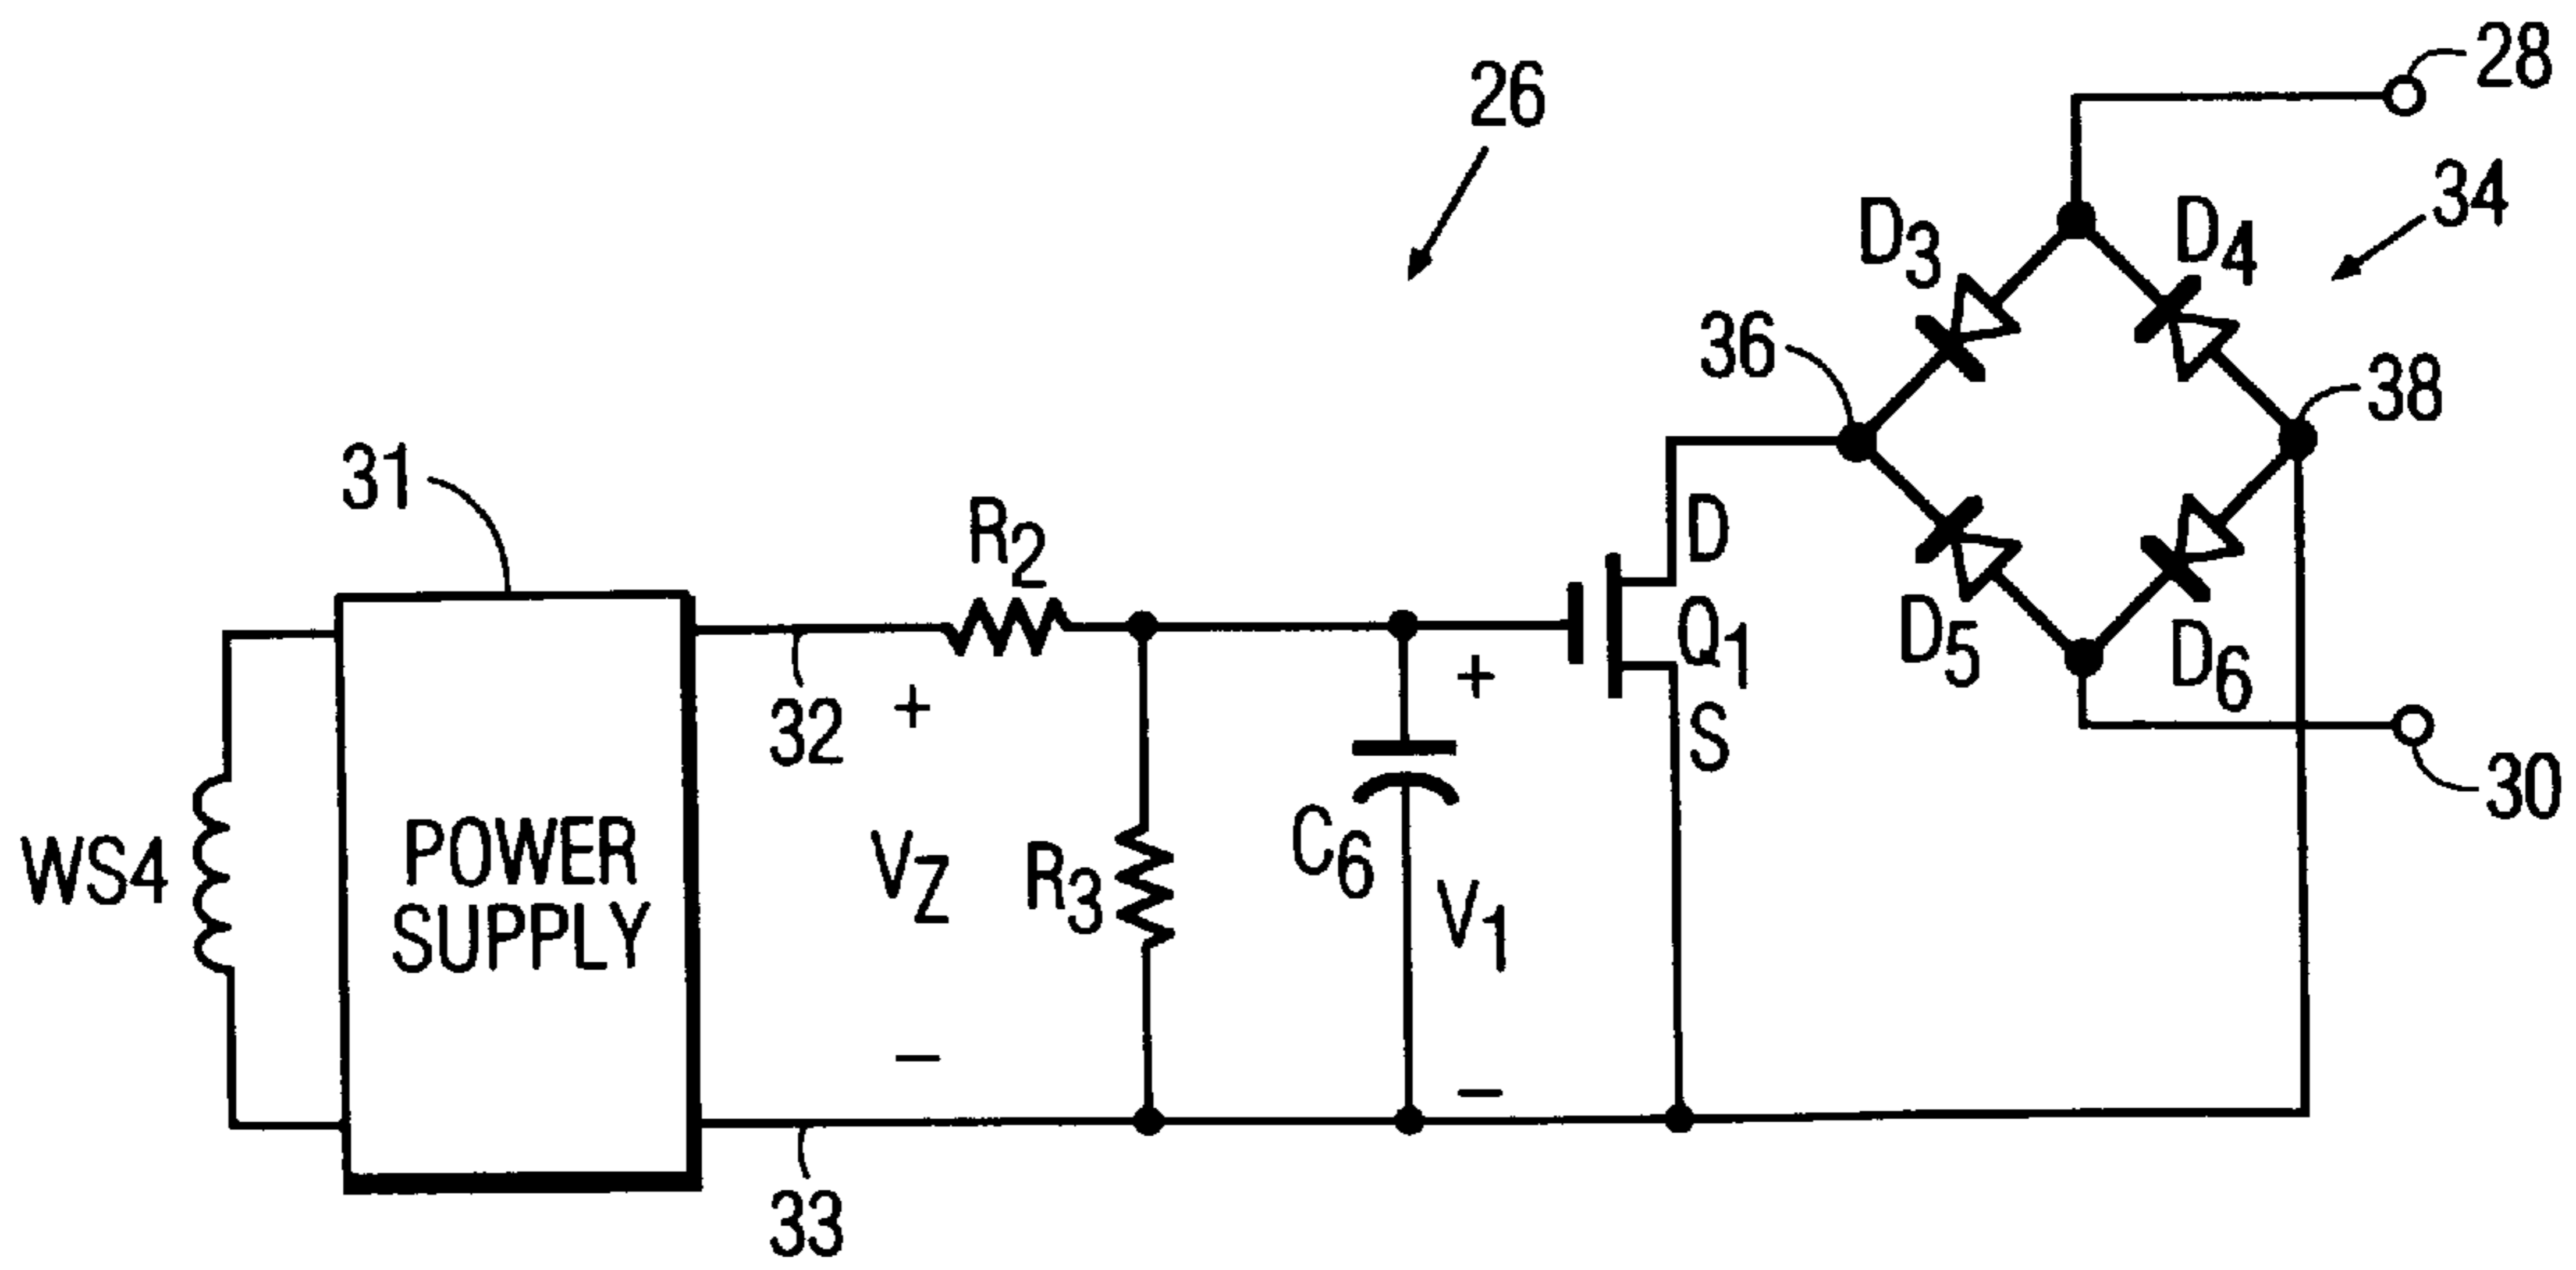 28
26
34
D3
D4
36
38
31
R2
D
Q1
S
D5
D6
30
32
+
+
WS4
POWER
SUPPLY
VZ
R3
C6
V1
–
–
33